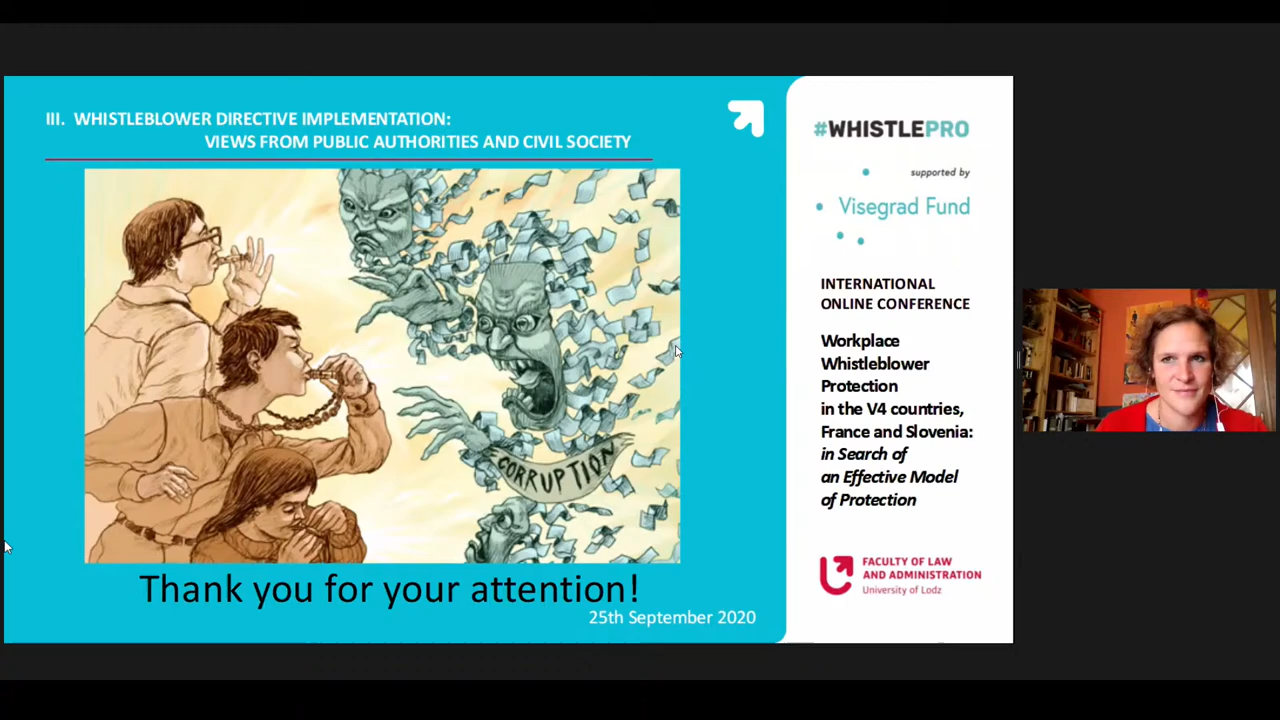 III. WHISTLEBLOWER DIRECTIVE IMPLEMENTATION:
VIEWS FROM PUBLIC AUTHORITIES AND CIVIL SOCIETY
CORRUPTION
Thank you for your attention!
25th September 2020
#WHISTLEPRO
supported by
Visegrad Fund
INTERNATIONAL
ONLINE CONFERENCE
Workplace
Whistleblower
Protection
in the V4 countries,
France and Slovenia:
in Search of
an Effective Model
of Protection
FACULTY OF LAW
AND ADMINISTRATION
University of Lodz